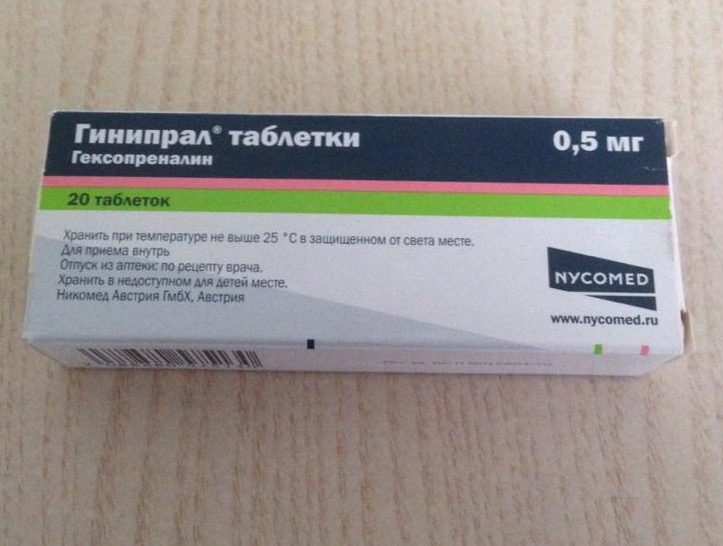 Гинипрал® таблетки 0,5 мг
Гексопреналин
20 таблеток
Хранить при температуре не выше 25 °С в защищенном от света месте.
Для приема внутрь
Отпуск из аптеки: по рецепту врача.
Хранить в недоступном для детей месте.
Никомед Австрия ГмбХ, Австрия
NYCOMED
www.nycomed.ru